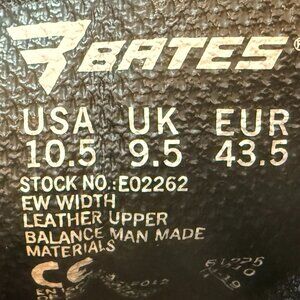 BATES®
USA UK EUR
10.5 9.5 43.5
STOCK NO.:E02262
EW WIDTH
LEATHER UPPER
BALANCE MAN MADE
MATERIALS
CE